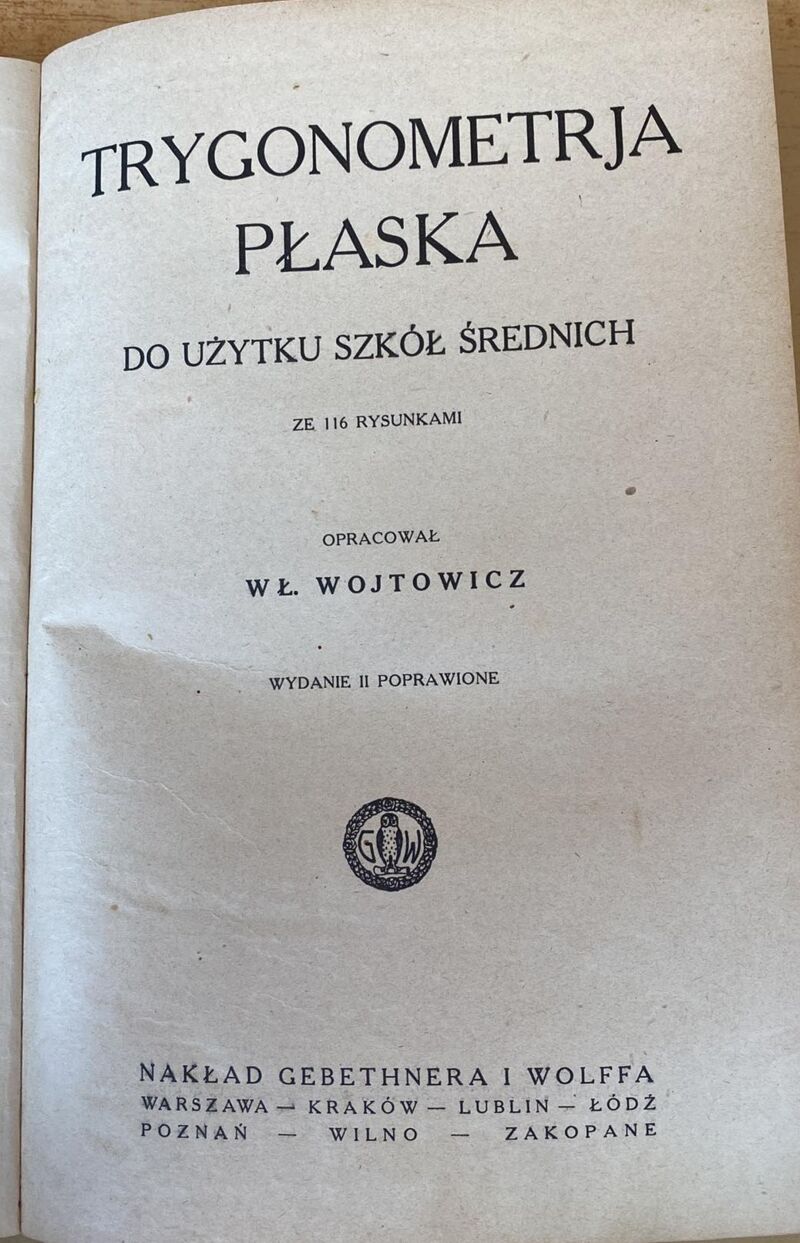 TRYGONOMETRJA
PŁASKA
DO UŻYTKU SZKÓŁ ŚREDNICH
ZE 116 RYSUNKAMI
OPRACOWAŁ
WŁ. WOJTOWICZ
WYDANIE II POPRAWIONE
G W
NAKŁAD GEBETHNERA I WOLFFA
WARSZAWA — KRAKÓW — LUBLIN — ŁÓDŹ
POZNAŃ — WILNO — ZAKOPANE